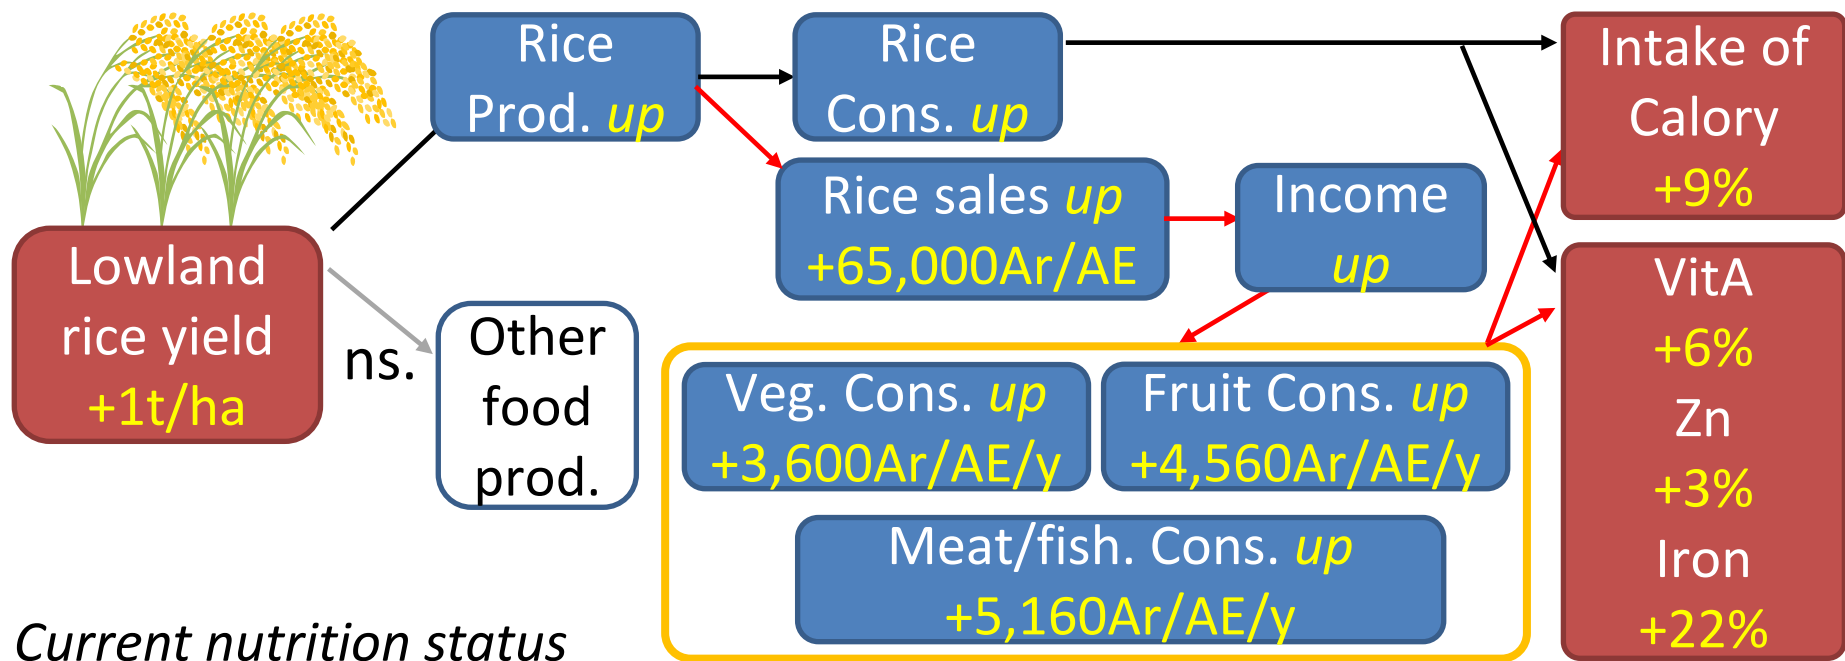 Rice
Prod. up
Rice
Cons. up
Intake of
Calory
+9%
Rice sales up
+65,000Ar/AE
Income
up
Lowland
rice yield
+1t/ha
ns.
Other
food
prod.
VitA
+6%
Zn
+3%
Iron
+22%
Veg. Cons. up
+3,600Ar/AE/y
Fruit Cons. up
+4,560Ar/AE/y
Meat/fish. Cons. up
+5,160Ar/AE/y
Current nutrition status